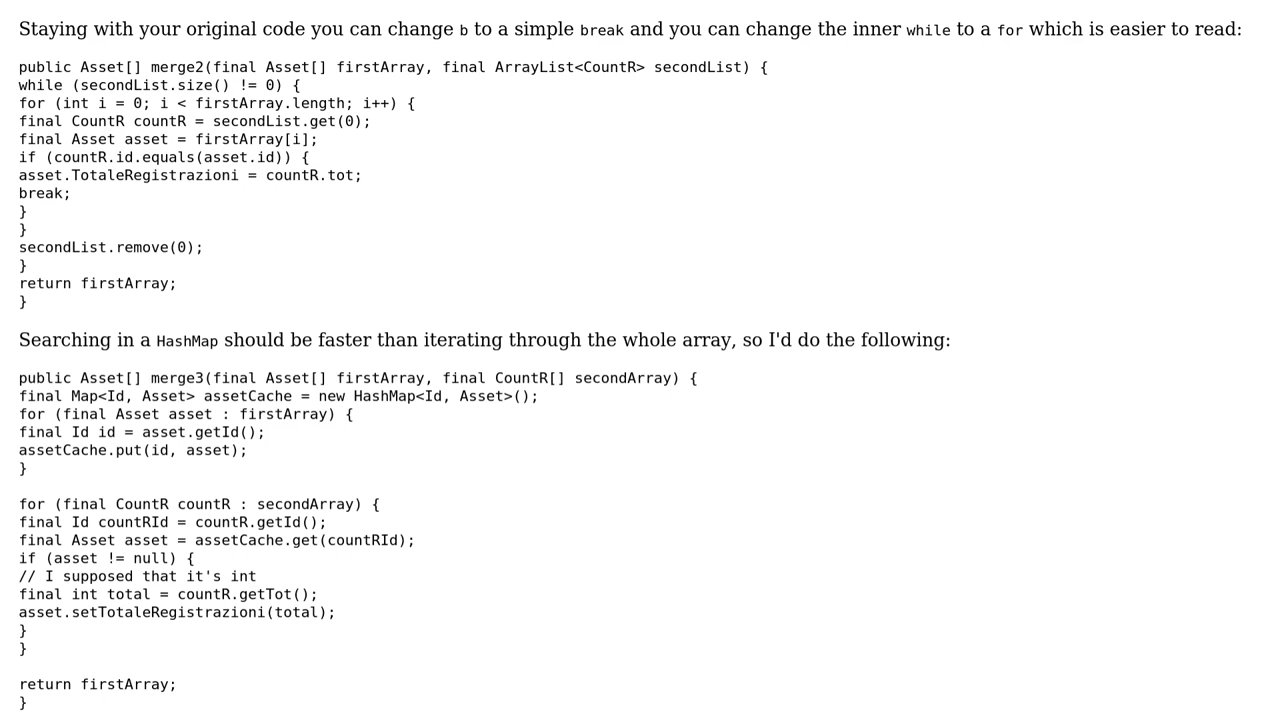 Staying with your original code you can change b to a simple break and you can change the inner while to a for which is easier to read:
public Asset[] merge2(final Asset[] firstArray, final ArrayList<CountR> secondList) {
while (secondList.size() != 0) {
for (int i = 0; i < firstArray.length; i++) {
final CountR countR = secondList.get(0);
final Asset asset = firstArray[i];
if (countR.id.equals(asset.id)) {
asset.TotaleRegistrazioni = countR.tot;
break;
}
}
secondList.remove(0);
}
return firstArray;
}
Searching in a HashMap should be faster than iterating through the whole array, so I'd do the following:
public Asset[] merge3(final Asset[] firstArray, final CountR[] secondArray) {
final Map<Id, Asset> assetCache = new HashMap<Id, Asset>();
for (final Asset asset : firstArray) {
final Id id = asset.getId();
assetCache.put(id, asset);
}
for (final CountR countR : secondArray) {
final Id countRId = countR.getId();
final Asset asset = assetCache.get(countRId);
if (asset != null) {
// I supposed that it's int
final int total = countR.getTot();
asset.setTotaleRegistrazioni(total);
}
}
return firstArray;
}